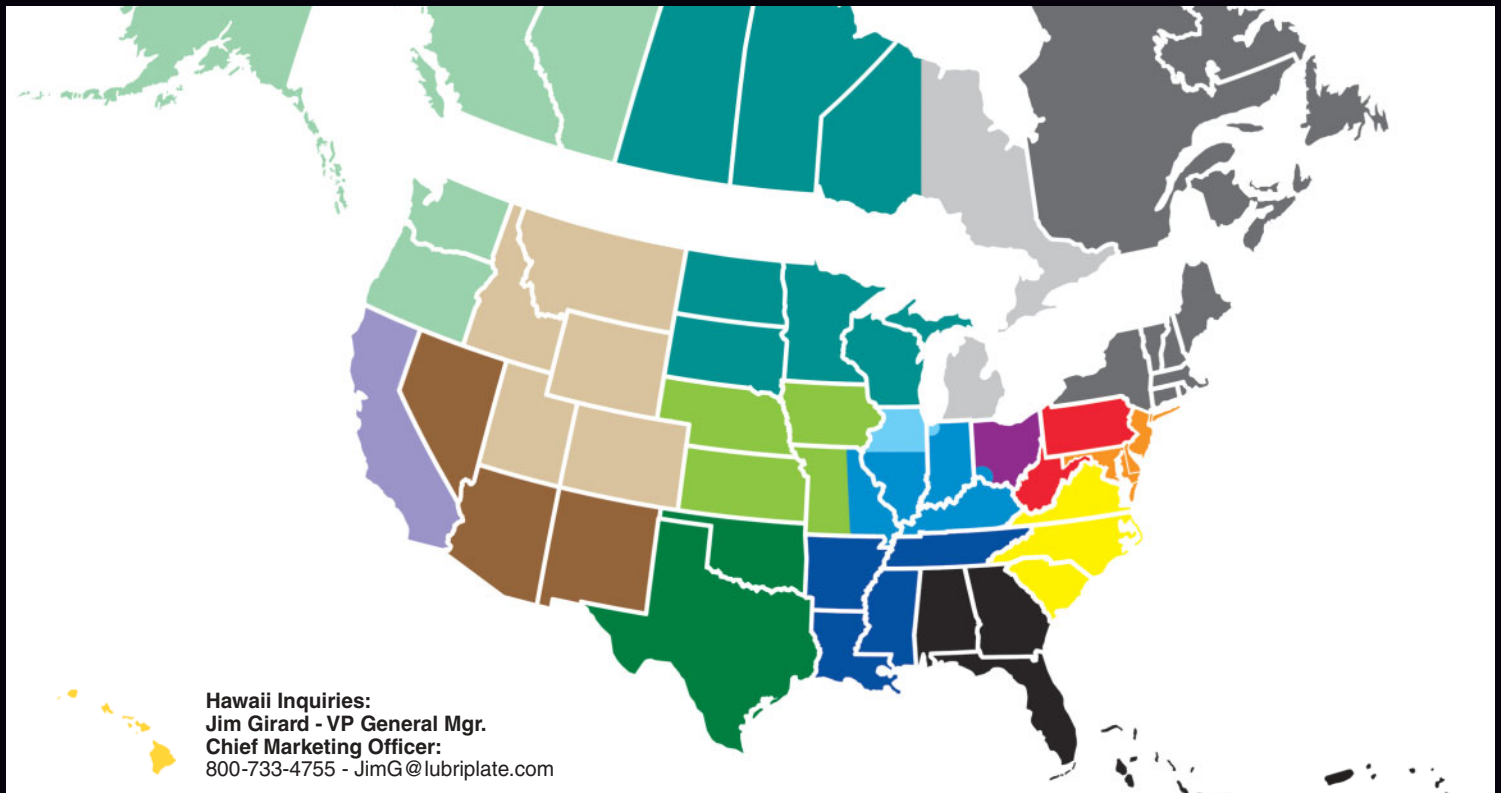 Hawaii Inquiries:
Jim Girard - VP General Mgr.
Chief Marketing Officer:
800-733-4755 - JimG@lubriplate.com